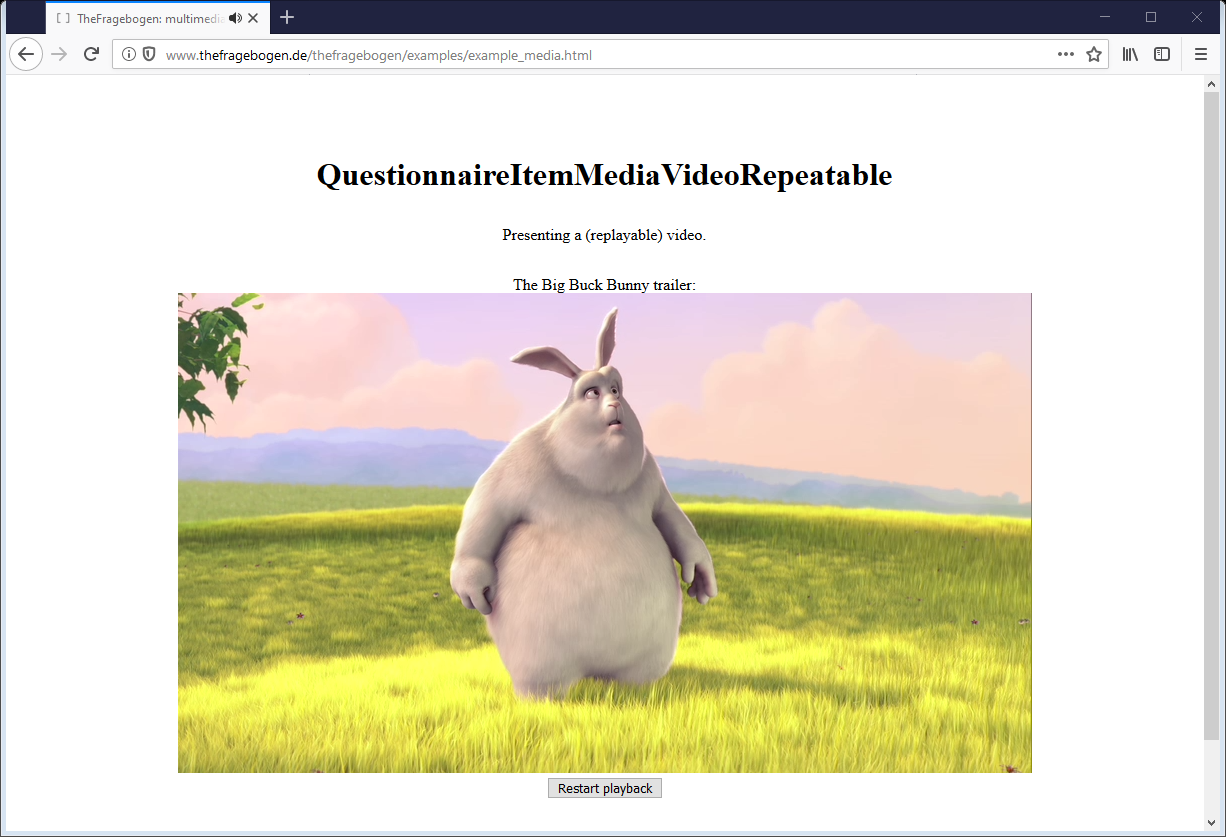 TheFragebogen: multimedia
www.thefragebogen.de/thefragebogen/examples/example_media.html
QuestionnaireItemMediaVideoRepeatable
Presenting a (replayable) video.
The Big Buck Bunny trailer:
Restart playback